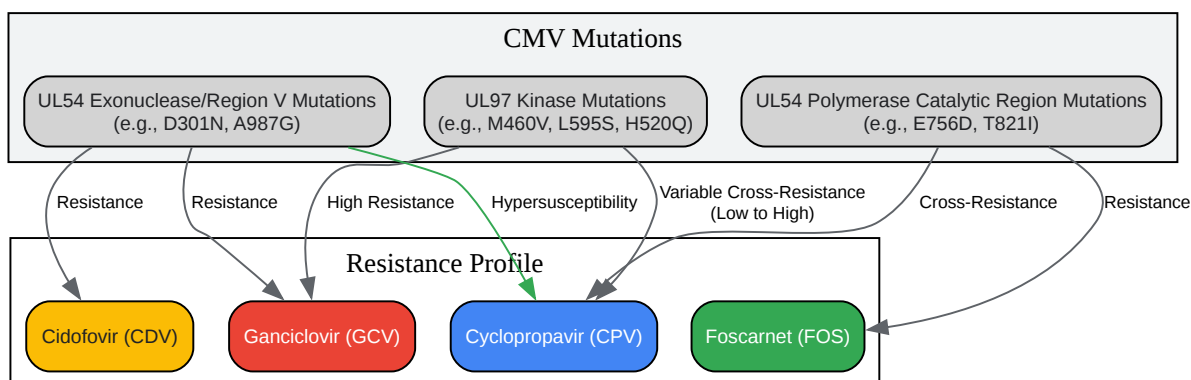 CMV Mutations
UL54 Exonuclease/Region V Mutations
(e.g., D301N, A987G)
UL97 Kinase Mutations
(e.g., M460V, L595S, H520Q)
UL54 Polymerase Catalytic Region Mutations
(e.g., E756D, T821I)
Resistance
Resistance
High Resistance
Hypersusceptibility
Variable Cross-Resistance
(Low to High)
Cross-Resistance
Resistance
Resistance Profile
Cidofovir (CDV)
Ganciclovir (GCV)
Cyclopropavir (CPV)
Foscarnet (FOS)